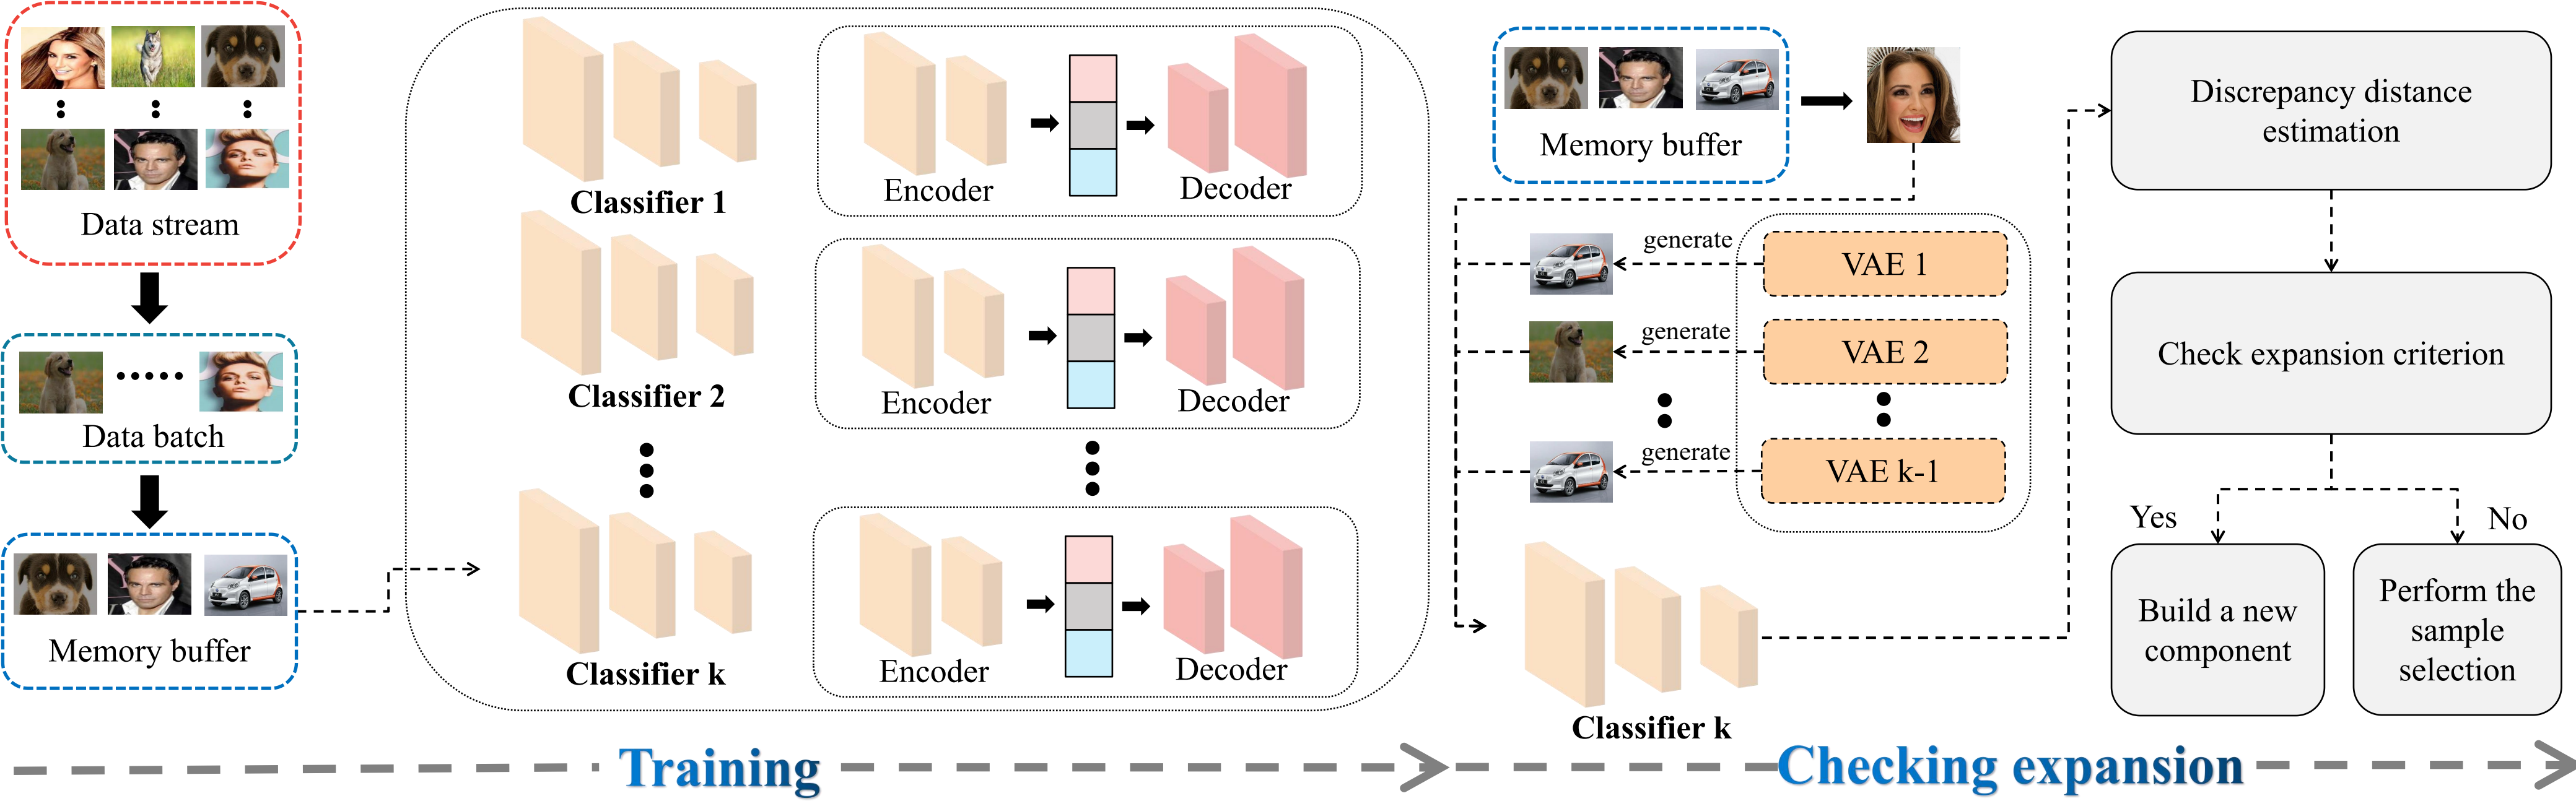 Data stream
Data batch
Memory buffer
Classifier 1
Encoder
Decoder
Classifier 2
Encoder
Decoder
Classifier k
Encoder
Decoder
Training
Memory buffer
generate
VAE 1
generate
VAE 2
generate
VAE k-1
Classifier k
Discrepancy distance
estimation
Check expansion criterion
Yes
No
Build a new
component
Perform the
sample
selection
Checking expansion